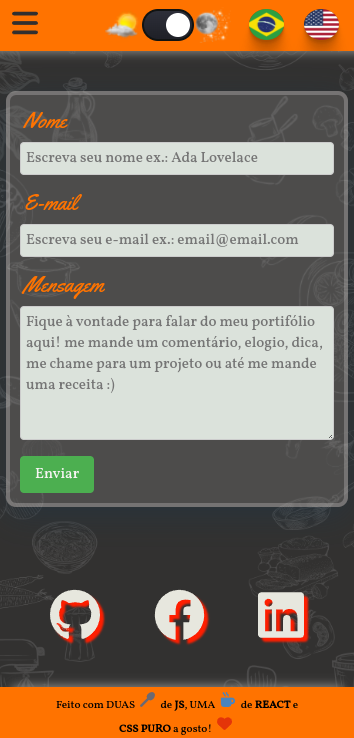 Nome
Escreva seu nome ex.: Ada Lovelace
E-mail
Escreva seu e-mail ex.: email@email.com
Mensagem
Fique à vontade para falar do meu portifólio
aqui! me mande um comentário, elogio, dica,
me chame para um projeto ou até me mande
uma receita :)
Enviar
in
Feito com DUAS de JS, UMA de REACT e
CSS PURO a gosto!